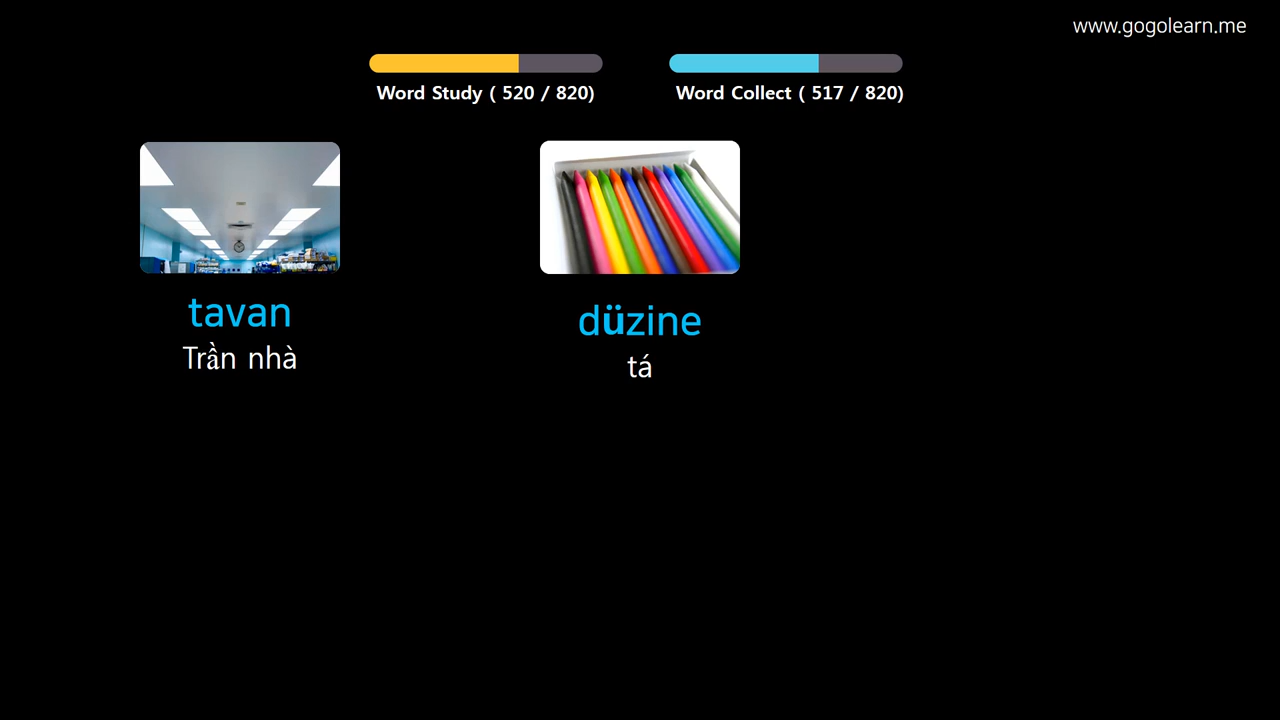 www.gogolearn.me
Word Study ( 520 / 820)
Word Collect ( 517 / 820)
tavan
Trần nhà
düzine
tá